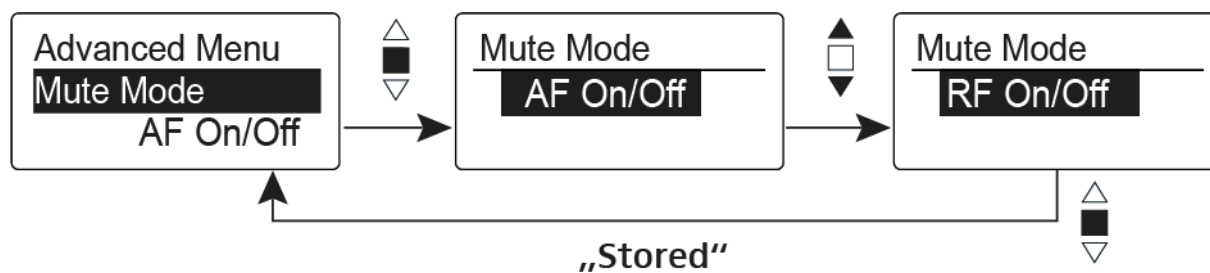 Advanced Menu
Mute Mode
AF On/Off
Mute Mode
AF On/Off
Mute Mode
RF On/Off
„Stored“